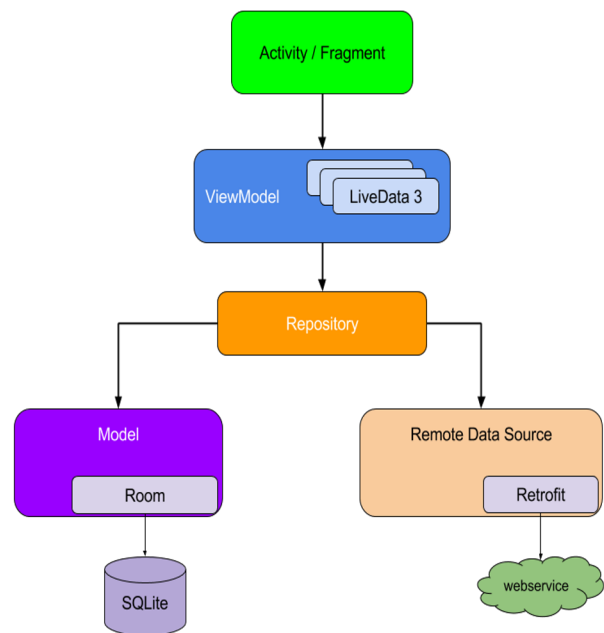 Activity / Fragment
ViewModel
LiveData 3
Repository
Model
Remote Data Source
Room
Retrofit
SQLite
webservice